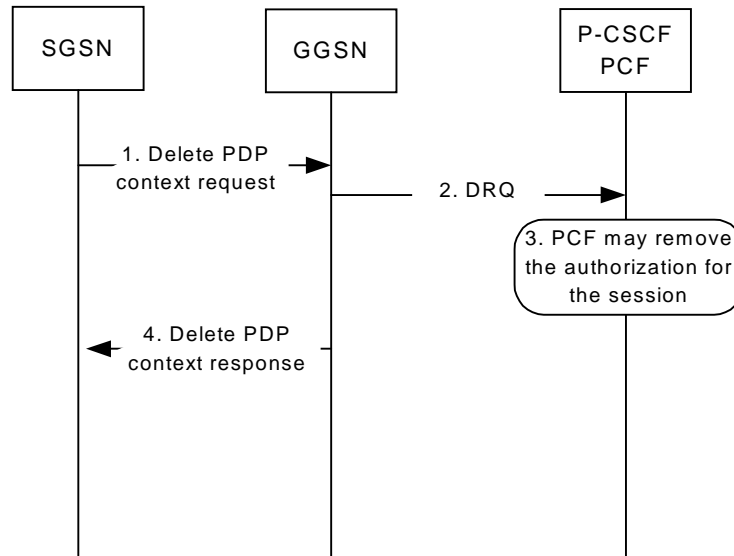 SGSN
GGSN
P-CSCF
PCF
1. Delete PDP
context request
2. DRQ
3. PCF may remove
the authorization for
the session
4. Delete PDP
context response